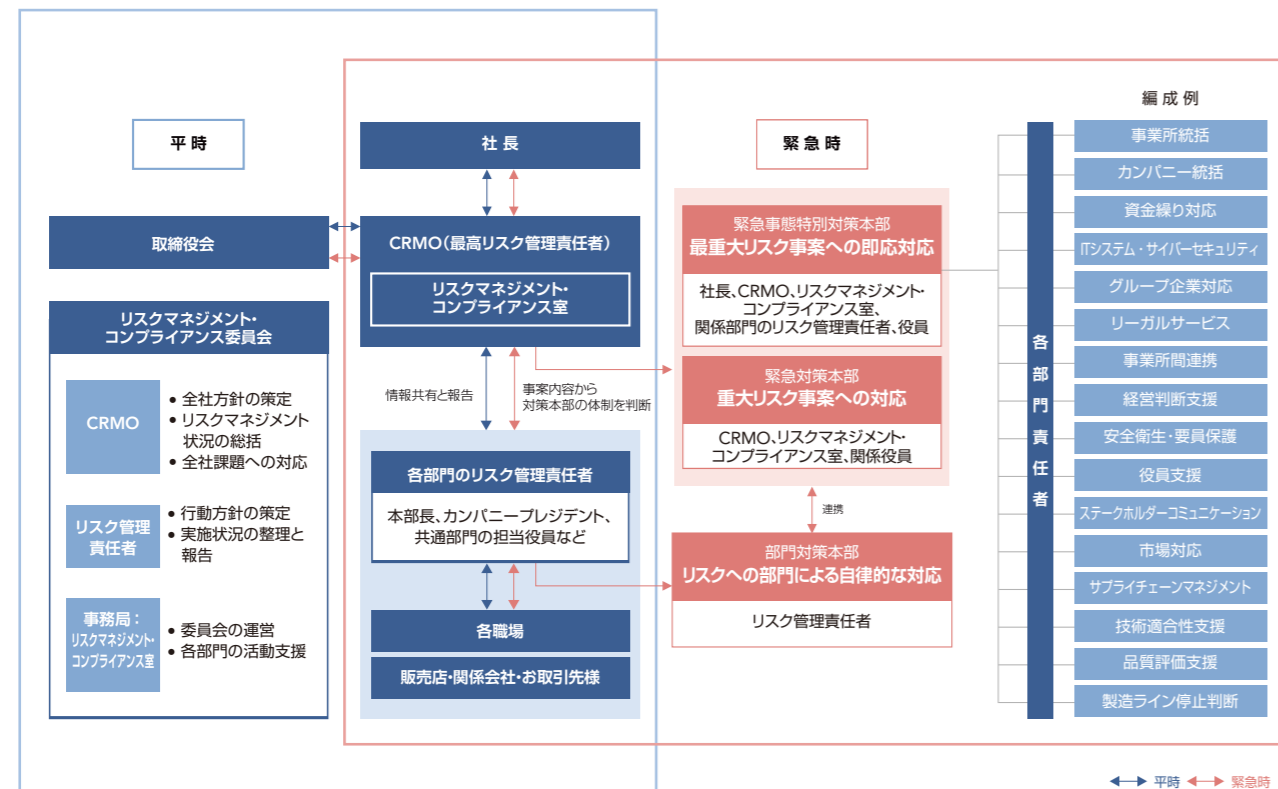 平時
取締役会
リスクマネジメント・
コンプライアンス委員会
CRMO
• 全社方針の策定
• リスクマネジメント
状況の総括
• 全社課題への対応
リスク管理
責任者
• 行動方針の策定
• 実施状況の整理と
報告
事務局：
リスクマネジメント・
コンプライアンス室
• 委員会の運営
• 各部門の活動支援
社長
CRMO（最高リスク管理責任者）
リスクマネジメント・
コンプライアンス室
情報共有と報告
事案内容から
対策本部の体制を判断
各部門のリスク管理責任者
本部長、カンパニープレジデント、
共通部門の担当役員など
各職場
販売店・関係会社・お取引先様
緊急時
緊急事態特別対策本部
最重大リスク事案への即応対応
社長、CRMO、リスクマネジメント・
コンプライアンス室、
関係部門のリスク管理責任者、役員
緊急対策本部
重大リスク事案への対応
CRMO、リスクマネジメント・
コンプライアンス室、関係役員
連携
部門対策本部
リスクへの部門による自律的な対応
リスク管理責任者
各部門責任者
編成例
事業所統括
カンパニー統括
資金繰り対応
ITシステム・サイバーセキュリティ
グループ企業対応
リーガルサービス
事業所間連携
経営判断支援
安全衛生・要員保護
役員支援
ステークホルダーコミュニケーション
市場対応
サプライチェーンマネジメント
技術適合性支援
品質評価支援
製造ライン停止判断
平時 緊急時